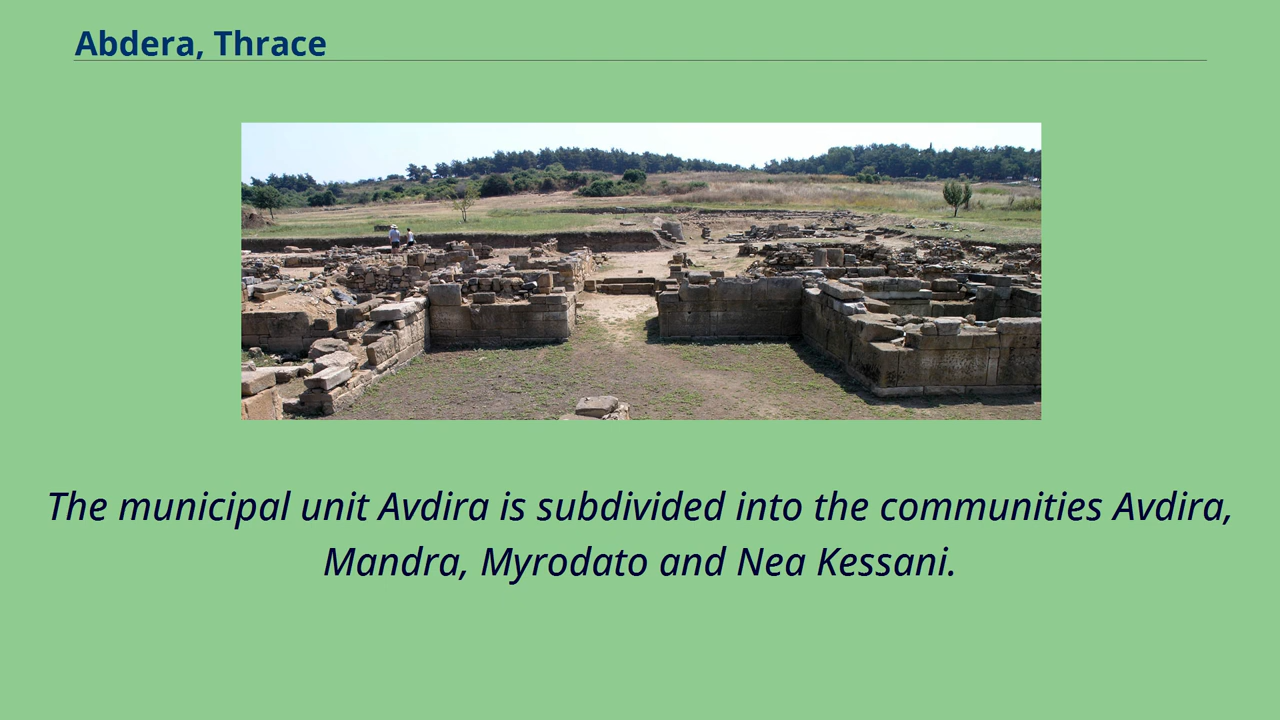 Abdera, Thrace
The municipal unit Avdira is subdivided into the communities Avdira,
Mandra, Myrodato and Nea Kessani.